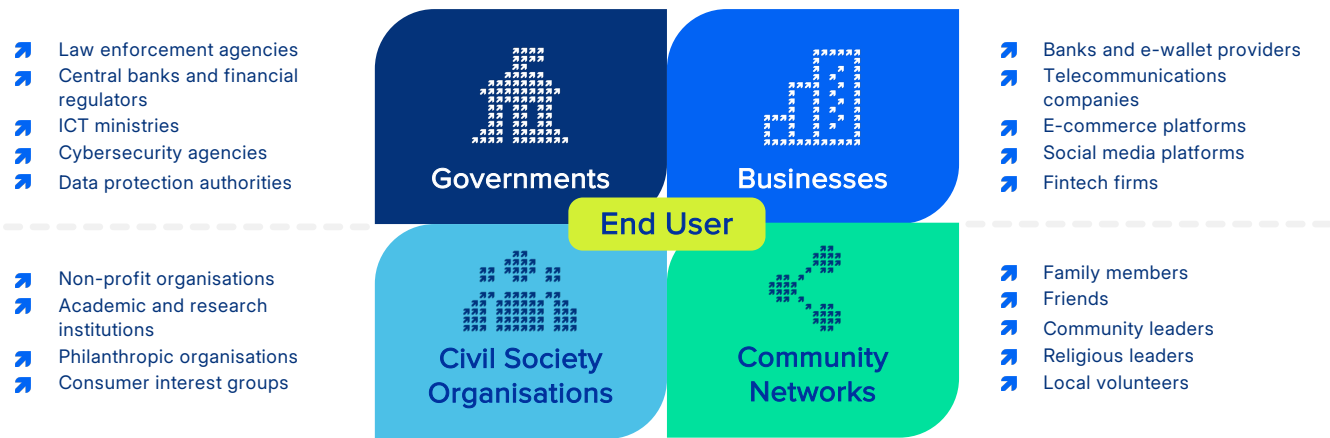 Law enforcement agencies
Central banks and financial
regulators
ICT ministries
Cybersecurity agencies
Data protection authorities
Governments
Businesses
Banks and e-wallet providers
Telecommunications
companies
E-commerce platforms
Social media platforms
Fintech firms
End User
Non-profit organisations
Academic and research
institutions
Philanthropic organisations
Consumer interest groups
Civil Society
Organisations
Community
Networks
Family members
Friends
Community leaders
Religious leaders
Local volunteers